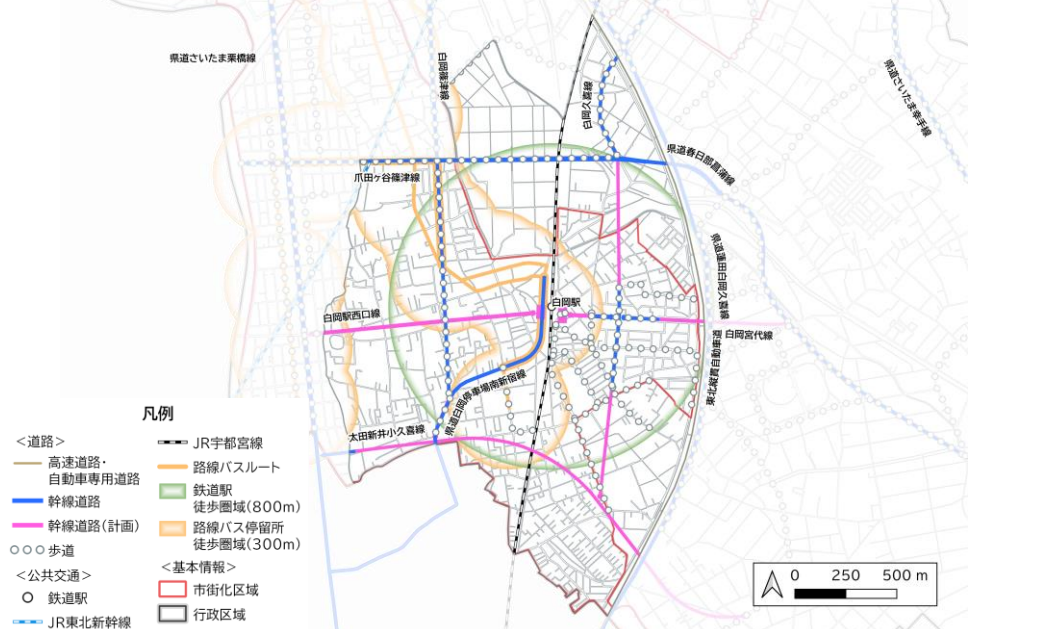 県道さいたま栗橋線
白岡篠津線
白岡久喜線
県道さいたま幸手線
県道春日部菖蒲線
爪田ヶ谷篠津線
県道蓮田白岡久喜線
白岡駅
白岡駅西口線
白岡宮代線
東北縦貫自動車道
県道白岡停車場南新宿線
太田新井小久喜線
凡例
＜道路＞
高速道路・
自動車専用道路
幹線道路
幹線道路（計画）
歩道
＜公共交通＞
鉄道駅
JR東北新幹線
JR宇都宮線
路線バスルート
鉄道駅
徒歩圏域（800m）
路線バス停留所
徒歩圏域（300m）
＜基本情報＞
市街化区域
行政区域
0 250 500 m